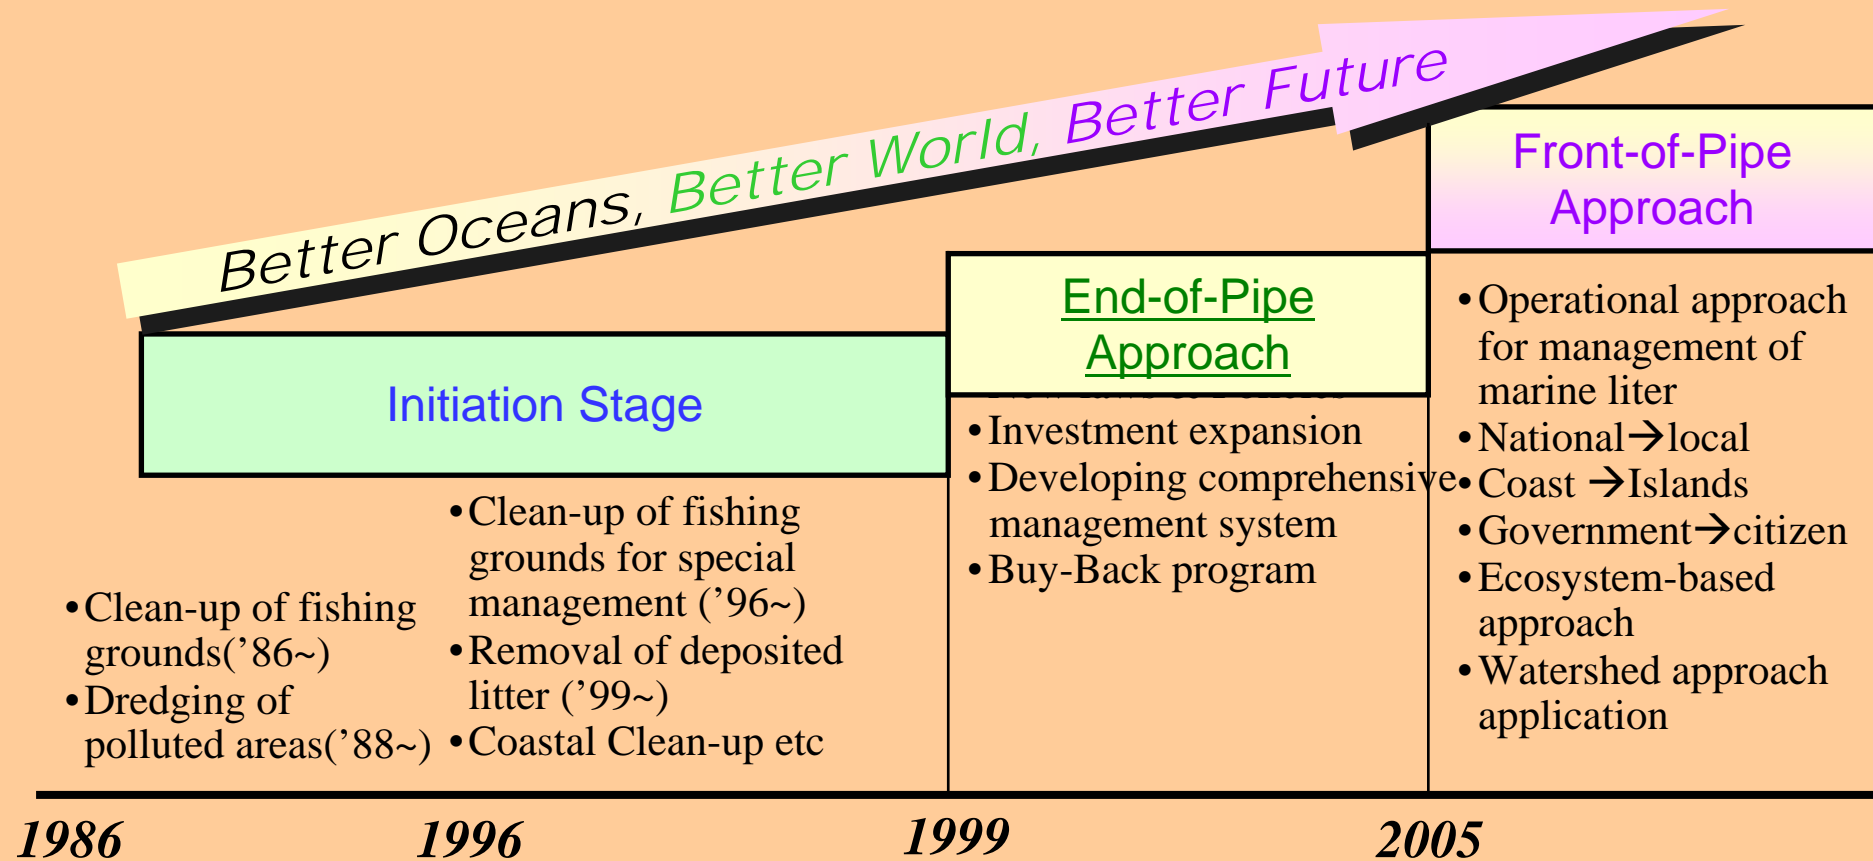 Better Oceans, Better World, Better Future
Initiation Stage
•Clean-up of fishing
grounds(’86~)
•Dredging of
polluted areas(’88~)
•Clean-up of fishing
grounds for special
management (’96~)
•Removal of deposited
litter (’99~)
•Coastal Clean-up etc
End-of-Pipe
Approach
•Investment expansion
•Developing comprehensive
management system
•Buy-Back program
Front-of-Pipe
Approach
•Operational approach
for management of
marine liter
•National→local
•Coast →Islands
•Government→citizen
•Ecosystem-based
approach
•Watershed approach
application
1986
1996
1999
2005